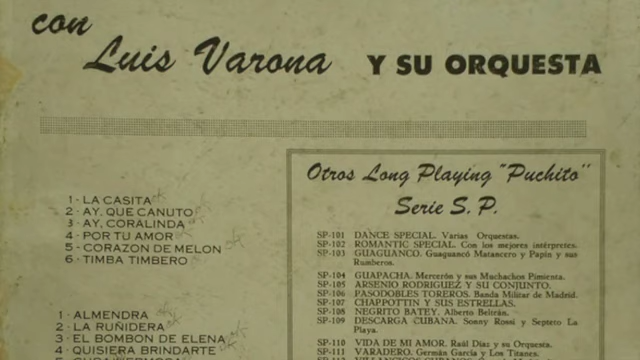 con
Luis Varona Y SU ORQUESTA
Otros Long Playing "Puchito"
Serie S. P.
1 - LA CASITA
2 - AY, QUE CANUTO
3 - AY, CORALINDA
4 - POR TU AMOR
5 - CORAZON DE MELON
6 - TIMBA TIMBERO
1 - ALMENDRA
2 - LA RUÑIDERA
3 - EL BOMBON DE ELENA
4 - QUISIERA BRINDARTE
SP-101 DANCE SPECIAL. Varias Orquestas.
SP-102 ROMANTIC SPECIAL. Con los mejores intérpretes.
SP-103 GUAGUANCO. Guaguancó Matancero y Papin y sus
Rumberos.
SP-104 GUAPACHA. Mercerón y sus Muchachos Pimienta.
SP-105 ARSENIO RODRIGUEZ Y SU CONJUNTO.
SP-106 PASODOBLES TOREROS. Banda Militar de Madrid.
SP-107 CHAPPOTTIN Y SUS ESTRELLAS.
SP-108 NEGRITO BATEY. Alberto Beltrán.
SP-109 DESCARGA CUBANA. Sonny Rossi y Septeto La
Playa.
SP-110 VIDA DE MI AMOR. Raúl Díaz y su Orquesta.
SP-111 VARADERO. Germán García y Los Titanes.